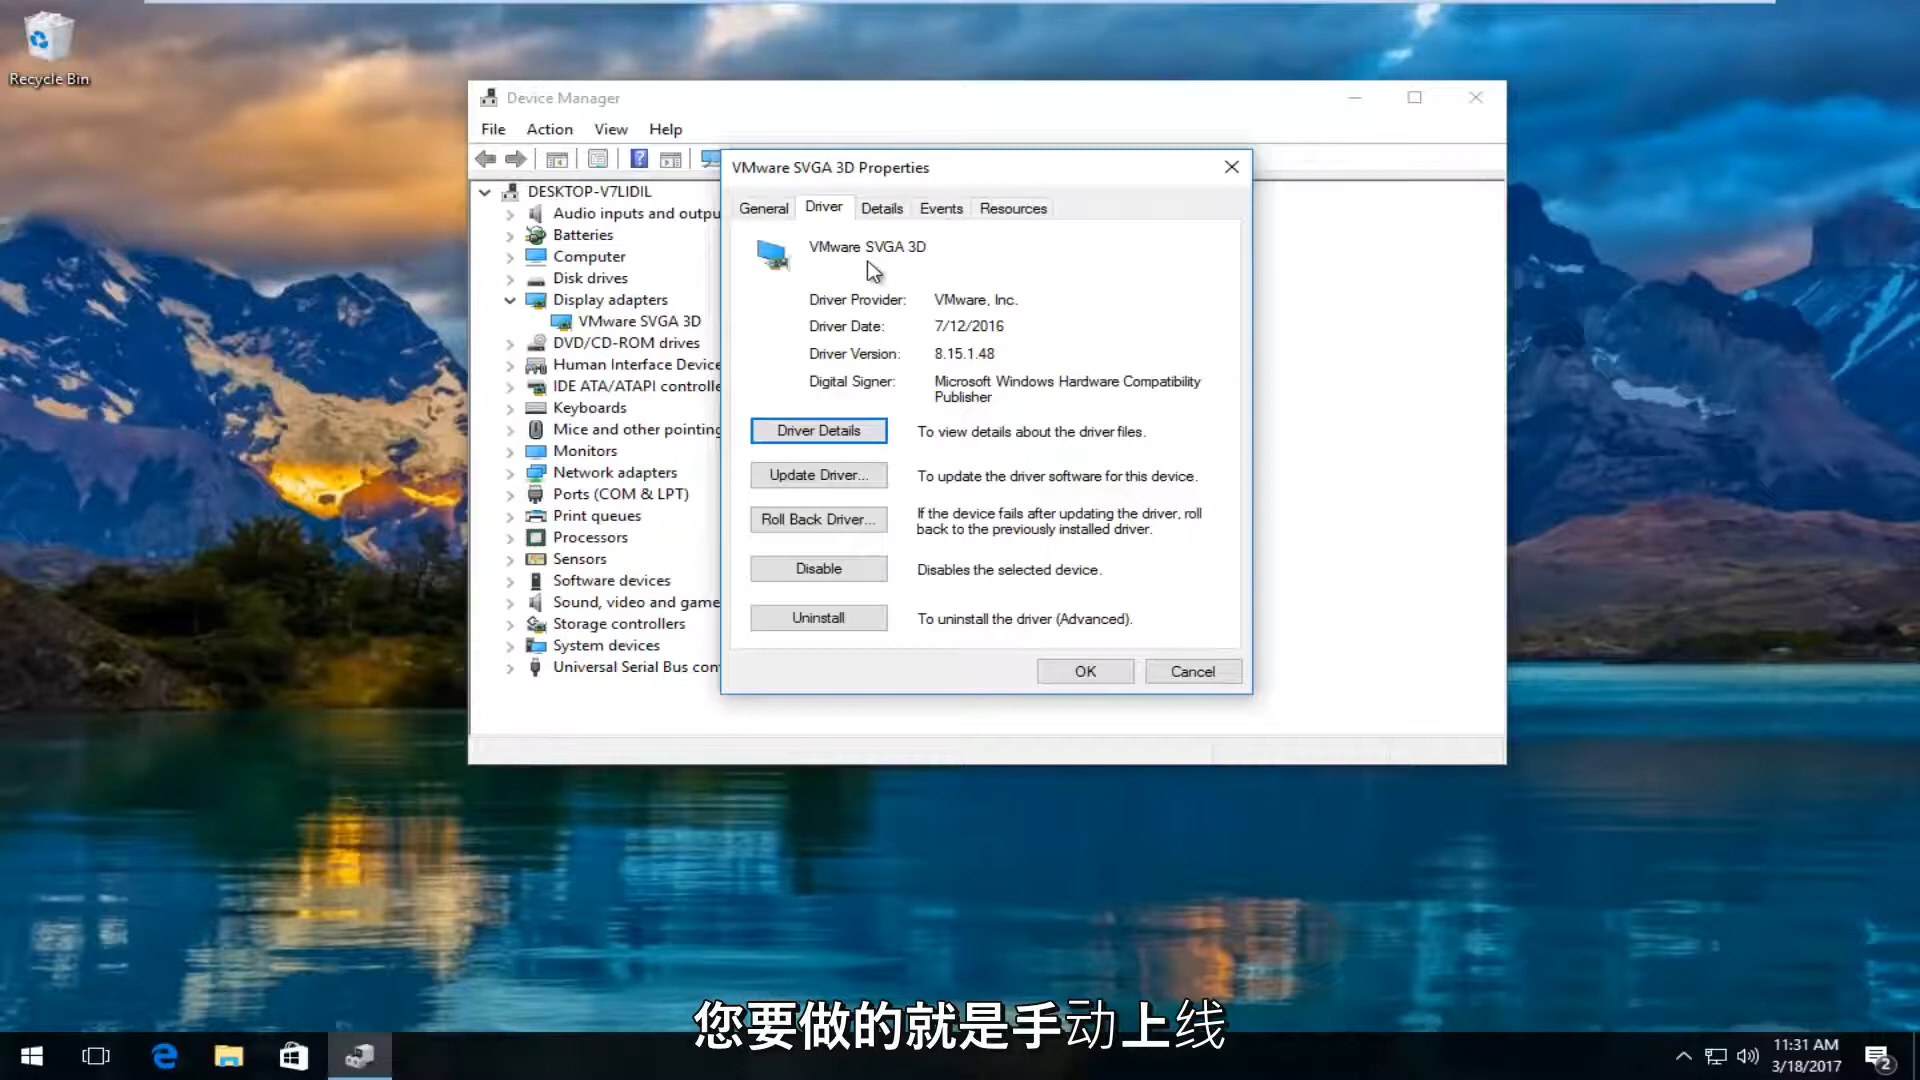 Recycle Bin
Device Manager
File Action View Help
DESKTOP-V7LIDIL
Audio inputs and outpu
Batteries
Computer
Disk drives
Display adapters
VMware SVGA 3D
DVD/CD-ROM drives
Human Interface Device
IDE ATA/ATAPI controlle
Keyboards
Mice and other pointing
Monitors
Network adapters
Ports (COM & LPT)
Print queues
Processors
Sensors
Software devices
Sound, video and game
Storage controllers
System devices
Universal Serial Bus con
VMware SVGA 3D Properties
General Driver Details Events Resources
VMware SVGA 3D
Driver Provider: VMware, Inc.
Driver Date: 7/12/2016
Driver Version: 8.15.1.48
Digital Signer: Microsoft Windows Hardware Compatibility
Publisher
Driver Details To view details about the driver files.
Update Driver... To update the driver software for this device.
Roll Back Driver... If the device fails after updating the driver, roll
back to the previously installed driver.
Disable Disables the selected device.
Uninstall To uninstall the driver (Advanced).
OK Cancel
您要做的就是手动上线
11:31 AM
3/18/2017
2